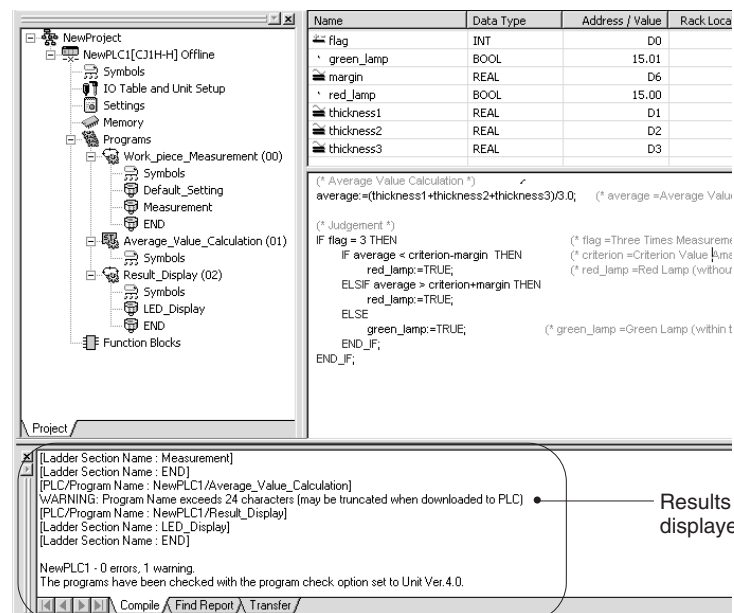 NewProject
NewPLC1[CJ1H-H] Offline
Symbols
IO Table and Unit Setup
Settings
Memory
Programs
Work_piece_Measurement (00)
Symbols
Default_Setting
Measurement
END
Average_Value_Calculation (01)
Symbols
Result_Display (02)
Symbols
LED_Display
END
Function Blocks
Project
Name Data Type Address / Value Rack Loca
flag INT D0
green_lamp BOOL 15.01
margin REAL D6
red_lamp BOOL 15.00
thickness1 REAL D1
thickness2 REAL D2
thickness3 REAL D3
(* Average Value Calculation *)
average:=(thickness1+thickness2+thickness3)/3.0; (* average =Average Value
(* Judgement *)
IF flag = 3 THEN (* flag =Three Times Measureme
IF average < criterion-margin THEN (* criterion =Criterion Value
red_lamp:=TRUE; (* red_lamp =Red Lamp (withou
ELSIF average > criterion+margin THEN
red_lamp:=TRUE;
ELSE
green_lamp:=TRUE; (* green_lamp =Green Lamp (within t
END_IF;
END_IF;
[Ladder Section Name : Measurement]
[Ladder Section Name : END]
[PLC/Program Name : NewPLC1/Average_Value_Calculation]
WARNING: Program Name exceeds 24 characters (may be truncated when downloaded to PLC)
[PLC/Program Name : NewPLC1/Result_Display]
[Ladder Section Name : LED_Display]
[Ladder Section Name : END]
NewPLC1 - 0 errors, 1 warning.
The programs have been checked with the program check option set to Unit Ver.4.0.
Compile Find Report Transfer
Results
displaye